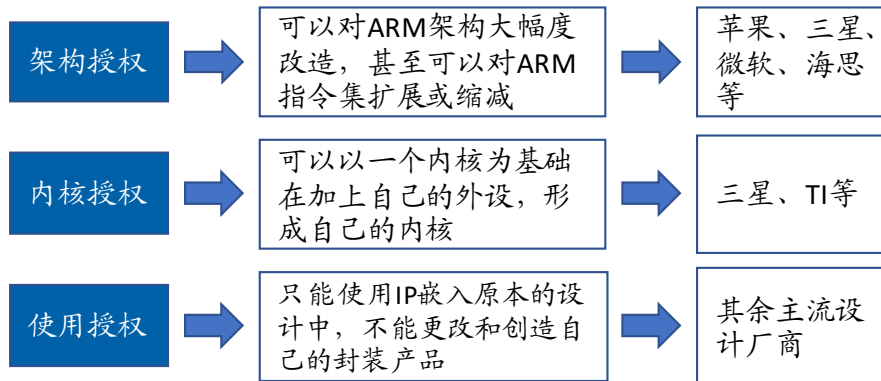 架构授权
可以对ARM架构大幅度
改造，甚至可以对ARM
指令集扩展或缩减
苹果、三星、
微软、海思
等
内核授权
可以以一个内核为基础
在加上自己的外设，形
成自己的内核
三星、TI等
使用授权
只能使用IP嵌入原本的设
计中，不能更改和创造自
己的封装产品
其余主流设
计厂商